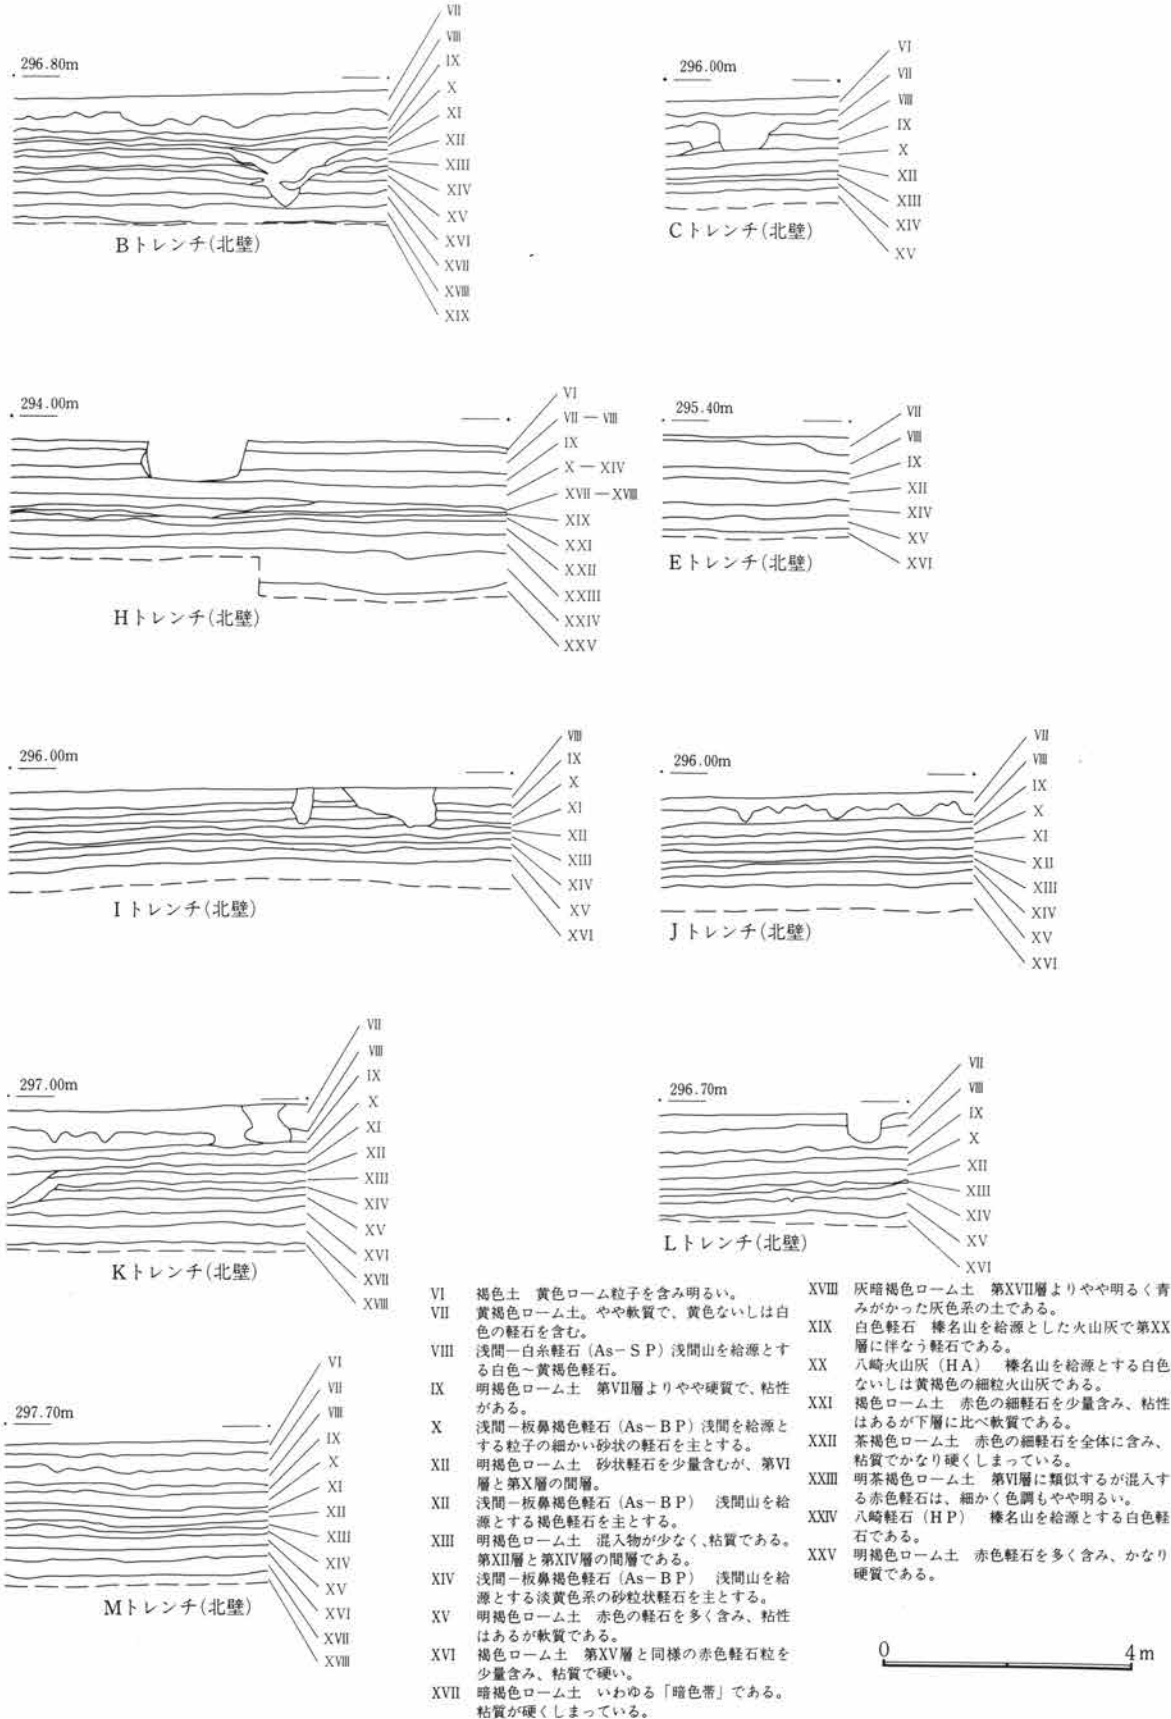 296.80m
VII
VIII
IX
X
XI
XII
XIII
XIV
XV
XVI
XVII
XVIII
XIX
Bトレンチ(北壁)
296.00m
VI
VII
VIII
IX
X
XII
XIII
XIV
XV
Cトレンチ(北壁)
294.00m
VI
VII－VIII
IX
X－XIV
XVII－XVIII
XIX
XXI
XXII
XXIII
XXIV
XXV
Hトレンチ(北壁)
295.40m
VII
VIII
IX
XII
XIV
XV
XVI
Eトレンチ(北壁)
296.00m
VIII
IX
X
XI
XII
XIII
XIV
XV
XVI
Iトレンチ(北壁)
296.00m
VII
VIII
IX
X
XI
XII
XIII
XIV
XV
XVI
Jトレンチ(北壁)
297.00m
VII
VIII
IX
X
XI
XII
XIII
XIV
XV
XVI
XVII
XVIII
Kトレンチ(北壁)
296.70m
VII
VIII
IX
X
XII
XIII
XIV
XV
XVI
Lトレンチ(北壁)
297.70m
VI
VII
VIII
IX
X
XI
XII
XIII
XIV
XV
XVI
XVII
XVIII
Mトレンチ(北壁)
VI 褐色土 黄色ローム粒子を含み明るい。
VII 黄褐色ローム土。やや軟質で、黄色ないしは白
色の軽石を含む。
VIII 浅間－白糸軽石（As－SP）浅間山を給源とす
る白色～黄褐色軽石。
IX 明褐色ローム土 第VII層よりやや硬質で、粘性
がある。
X 浅間－板鼻褐色軽石（As－BP）浅間を給源と
する粒子の細かい砂状の軽石を主とする。
XII 明褐色ローム土 砂状軽石を少量含むが、第VI
層と第X層の間層。
XII 浅間－板鼻褐色軽石（As－BP） 浅間山を給
源とする褐色軽石を主とする。
XIII 明褐色ローム土 混入物が少なく、粘質である。
第XII層と第XIV層の間層である。
XIV 浅間－板鼻褐色軽石（As－BP） 浅間山を給
源とする淡黄色系の砂粒状軽石を主とする。
XV 明褐色ローム土 赤色の軽石を多く含み、粘性
はあるが軟質である。
XVI 褐色ローム土 第XV層と同様の赤色軽石粒を
少量含み、粘質で硬い。
XVII 暗褐色ローム土 いわゆる「暗色帯」である。
粘質が硬くしまっている。
XVIII 灰暗褐色ローム土 第XVII層よりやや明るく青
みがかった灰色系の土である。
XIX 白色軽石 榛名山を給源とした火山灰で第XX
層に伴なう軽石である。
XX 八崎火山灰（HA） 榛名山を給源とする白色
ないしは黄褐色の細粒火山灰である。
XXI 褐色ローム土 赤色の細軽石を少量含み、粘性
はあるが下層に比べ軟質である。
XXII 茶褐色ローム土 赤色の細軽石を全体に含み、
粘質でかなり硬くしまっている。
XXIII 明茶褐色ローム土 第VI層に類似するが混入す
る赤色軽石は、細かく色調もやや明るい。
XXIV 八崎軽石（HP） 榛名山を給源とする白色軽
石である。
XXV 明褐色ローム土 赤色軽石を多く含み、かなり
硬質である。
0 4m